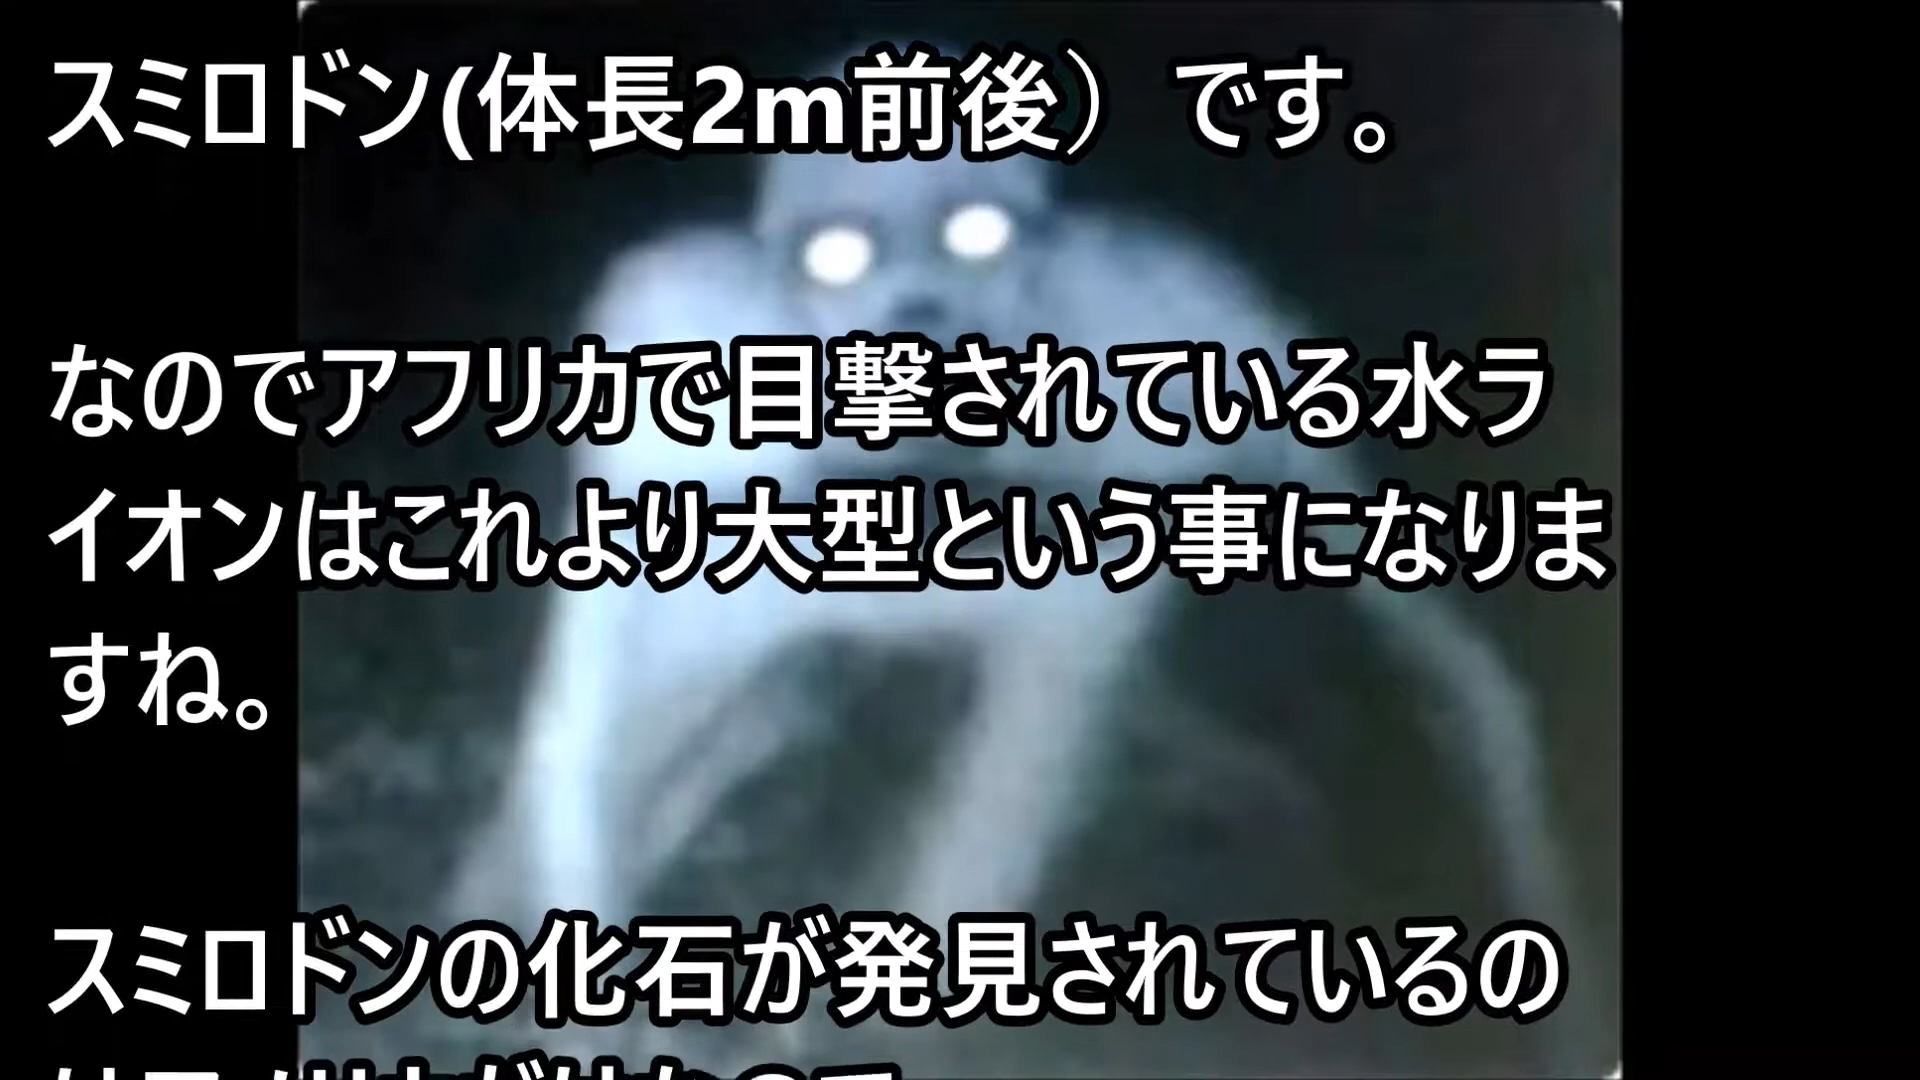 スミロドン(体長2m前後）です。
なのでアフリカで目撃されている水ラ
イオンはこれより大型という事になりま
すね。
スミロドンの化石が発見されているの